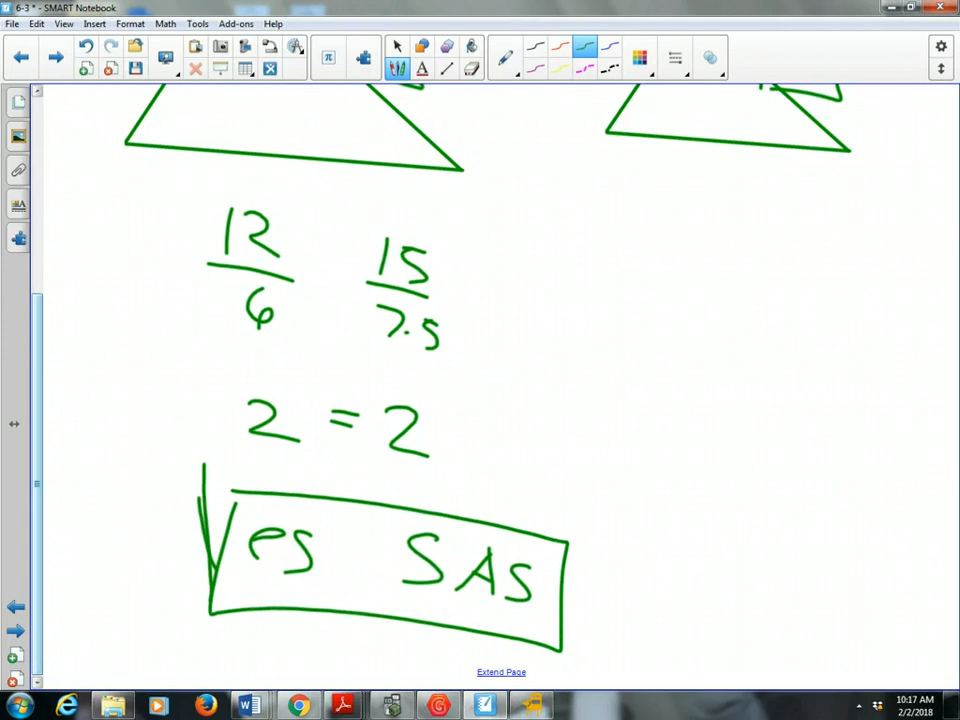 6-3 * - SMART Notebook
File Edit View Insert Format Math Tools Add-ons Help
12 15
6 7.5
2 = 2
Yes SAS
Extend Page
10:17 AM
2/2/2018